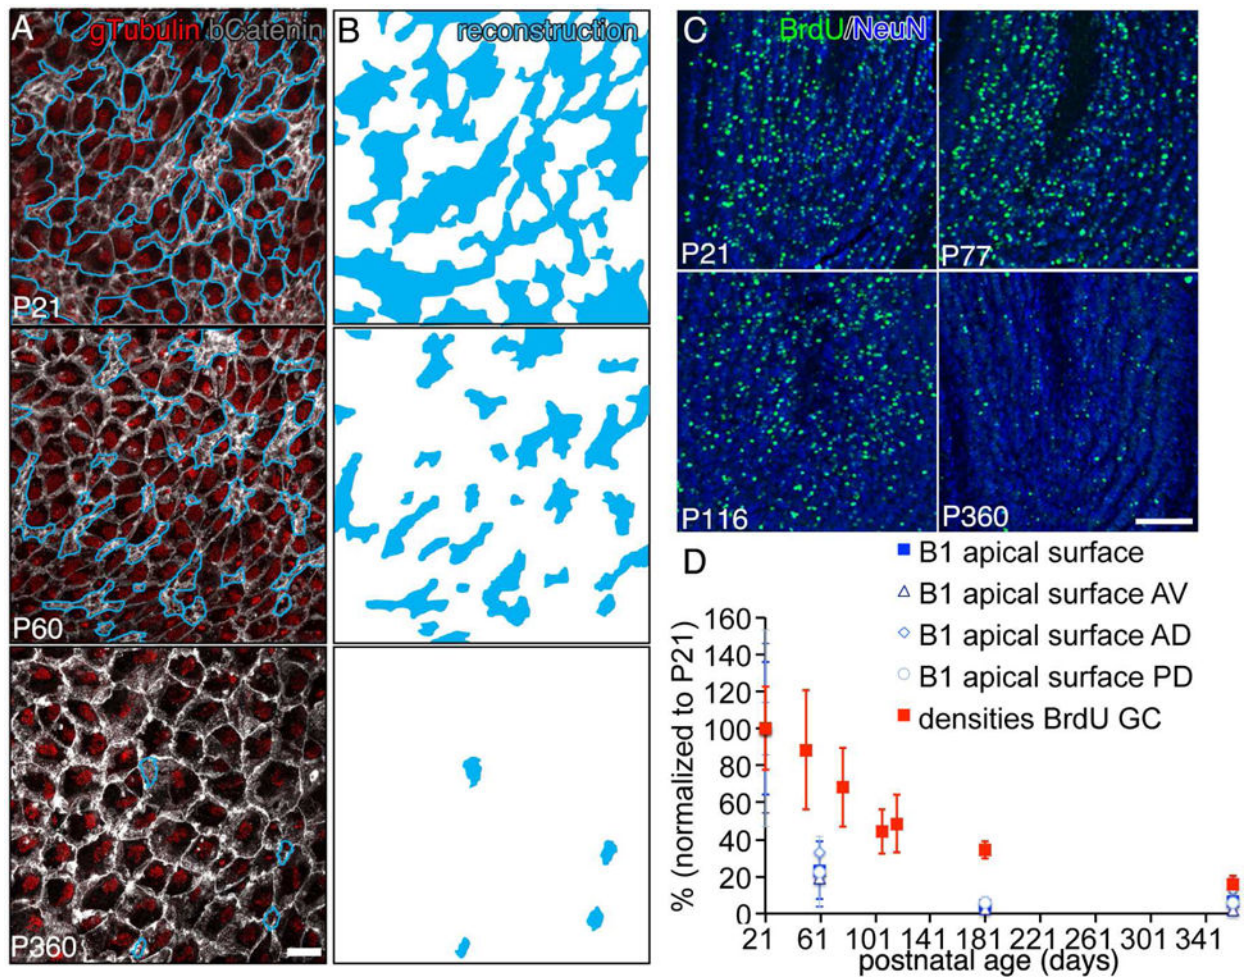 A gTubulin bCatenin
B reconstruction
P21
P60
P360
C BrdU/NeuN
P21
P77
P116
P360
D
B1 apical surface
B1 apical surface AV
B1 apical surface AD
B1 apical surface PD
densities BrdU GC
% (normalized to P21)
160
140
120
100
80
60
40
20
0
21 61 101 141 181 221 261 301 341
postnatal age (days)